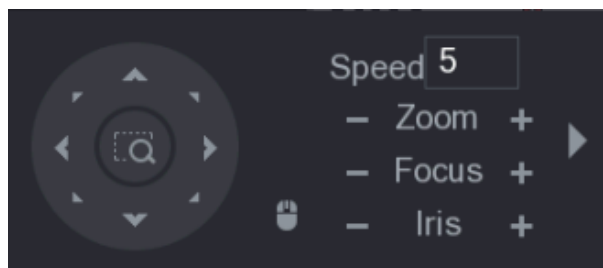 Speed 5
– Zoom +
– Focus +
– Iris +